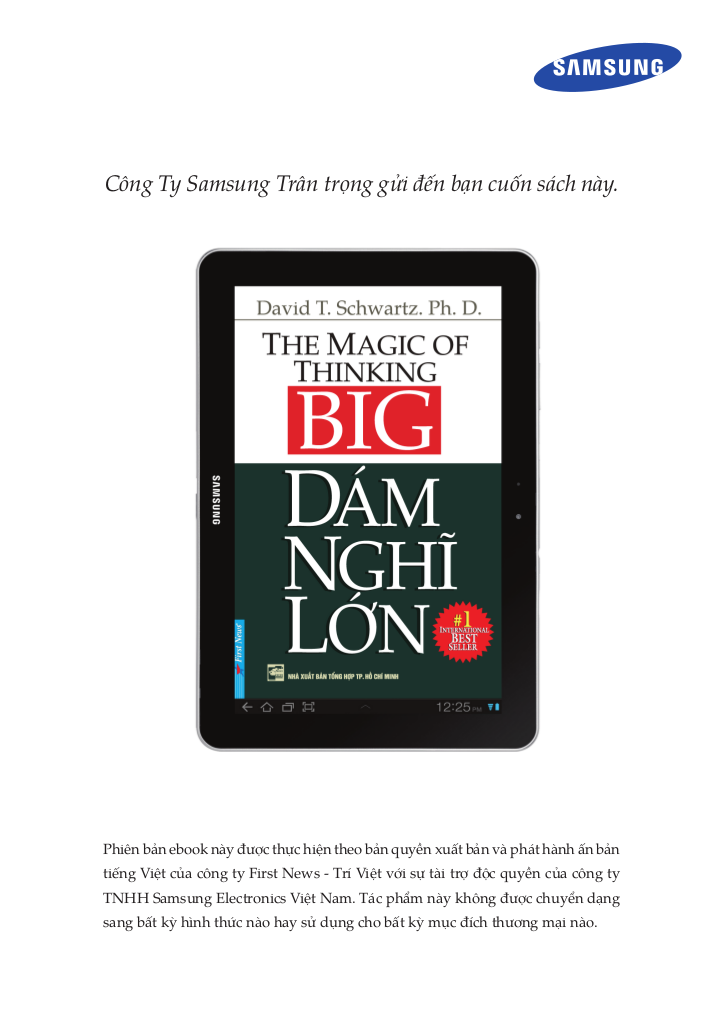 SAMSUNG
Công Ty Samsung Trân trọng gửi đến bạn cuốn sách này.
David T. Schwartz. Ph. D.
THE MAGIC OF
THINKING
BIG
DÁM
NGHĨ
LỚN
#1
INTERNATIONAL
BEST
SELLER
First News
NHÀ XUẤT BẢN TỔNG HỢP TP. HỒ CHÍ MINH
SAMSUNG
12:25 PM
Phiên bản ebook này được thực hiện theo bản quyền xuất bản và phát hành ấn bản
tiếng Việt của công ty First News - Trí Việt với sự tài trợ độc quyền của công ty
TNHH Samsung Electronics Việt Nam. Tác phẩm này không được chuyển dạng
sang bất kỳ hình thức nào hay sử dụng cho bất kỳ mục đích thương mại nào.